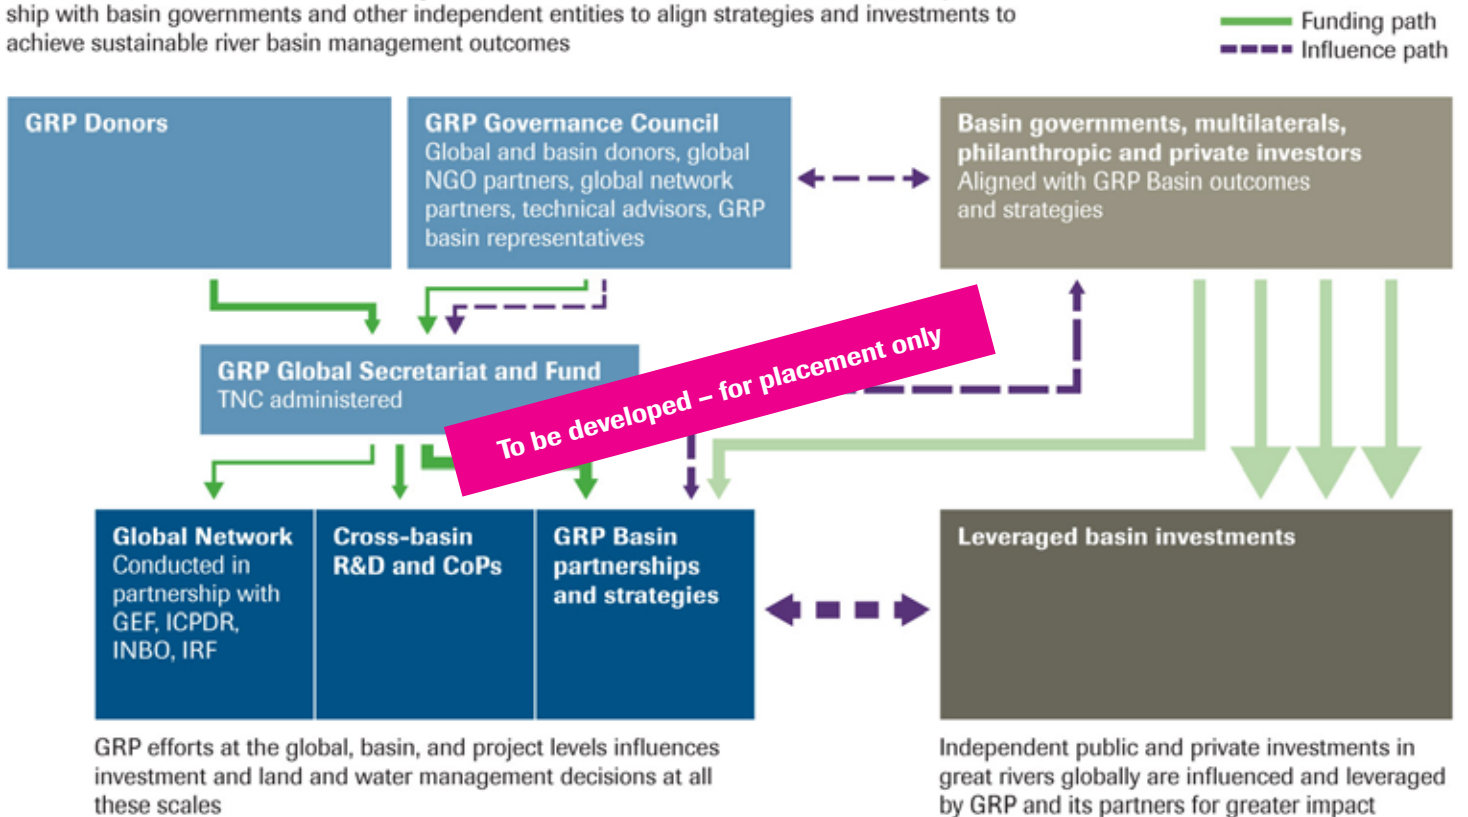 ship with basin governments and other independent entities to align strategies and investments to
achieve sustainable river basin management outcomes
Funding path
Influence path
GRP Donors
GRP Governance Council
Global and basin donors, global
NGO partners, global network
partners, technical advisors, GRP
basin representatives
Basin governments, multilaterals,
philanthropic and private investors
Aligned with GRP Basin outcomes
and strategies
GRP Global Secretariat and Fund
TNC administered
To be developed – for placement only
Global Network
Conducted in
partnership with
GEF, ICPDR,
INBO, IRF
Cross-basin
R&D and CoPs
GRP Basin
partnerships
and strategies
Leveraged basin investments
GRP efforts at the global, basin, and project levels influences
investment and land and water management decisions at all
these scales
Independent public and private investments in
great rivers globally are influenced and leveraged
by GRP and its partners for greater impact